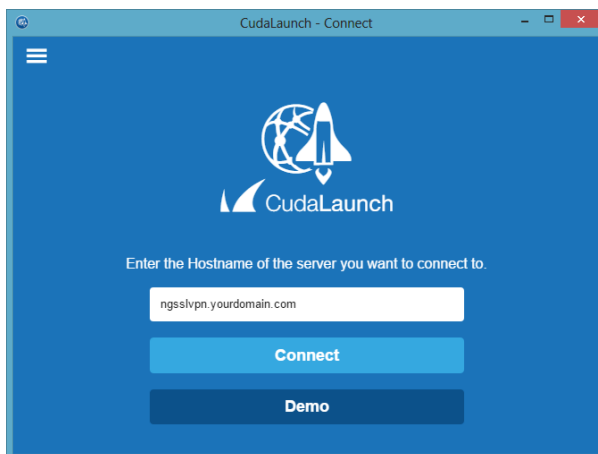 CudaLaunch - Connect
CudaLaunch
Enter the Hostname of the server you want to connect to.
ngsslvpn.yourdomain.com
Connect
Demo